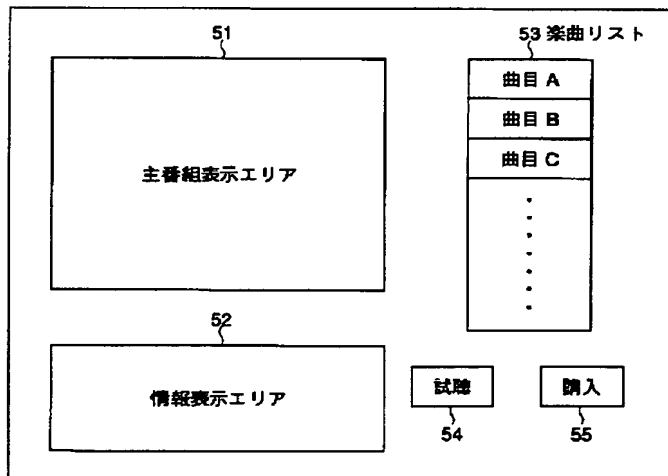 51
主番組表示エリア
53 楽曲リスト
曲目 A
曲目 B
曲目 C
52
情報表示エリア
試聴
54
購入
55